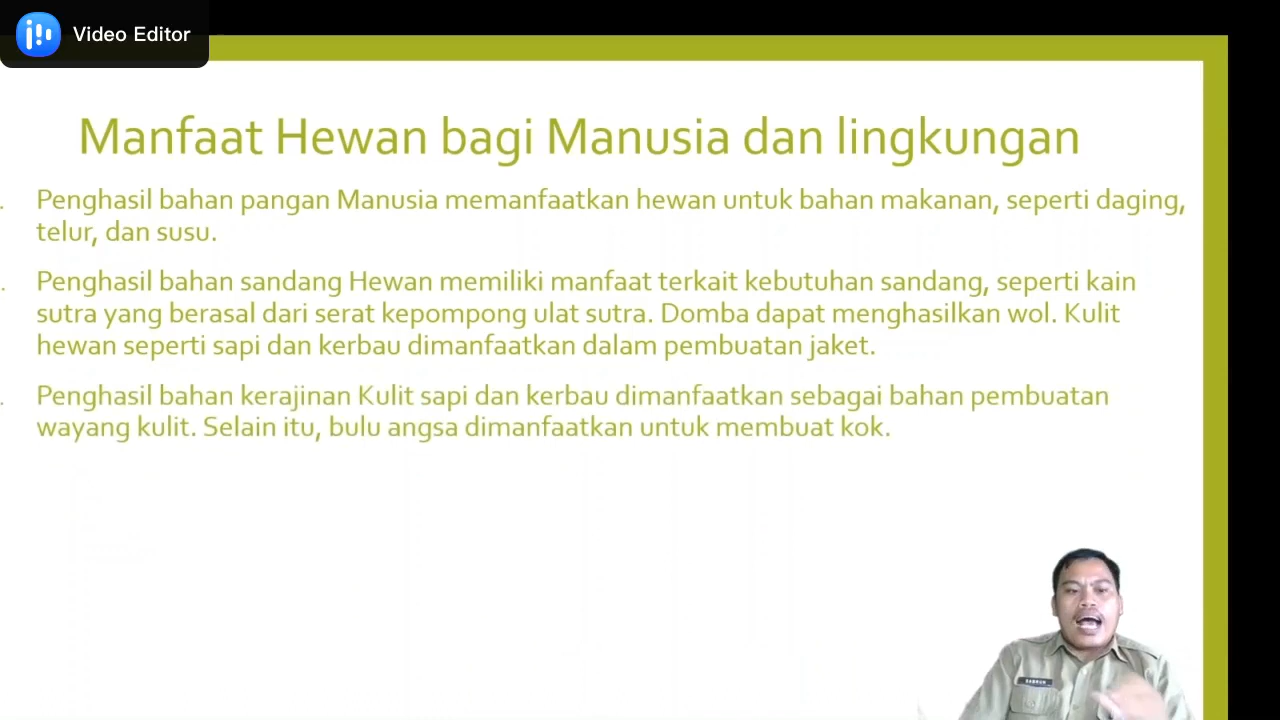 Video Editor
Manfaat Hewan bagi Manusia dan lingkungan
. Penghasil bahan pangan Manusia memanfaatkan hewan untuk bahan makanan, seperti daging,
telur, dan susu.
. Penghasil bahan sandang Hewan memiliki manfaat terkait kebutuhan sandang, seperti kain
sutra yang berasal dari serat kepompong ulat sutra. Domba dapat menghasilkan wol. Kulit
hewan seperti sapi dan kerbau dimanfaatkan dalam pembuatan jaket.
. Penghasil bahan kerajinan Kulit sapi dan kerbau dimanfaatkan sebagai bahan pembuatan
wayang kulit. Selain itu, bulu angsa dimanfaatkan untuk membuat kok.